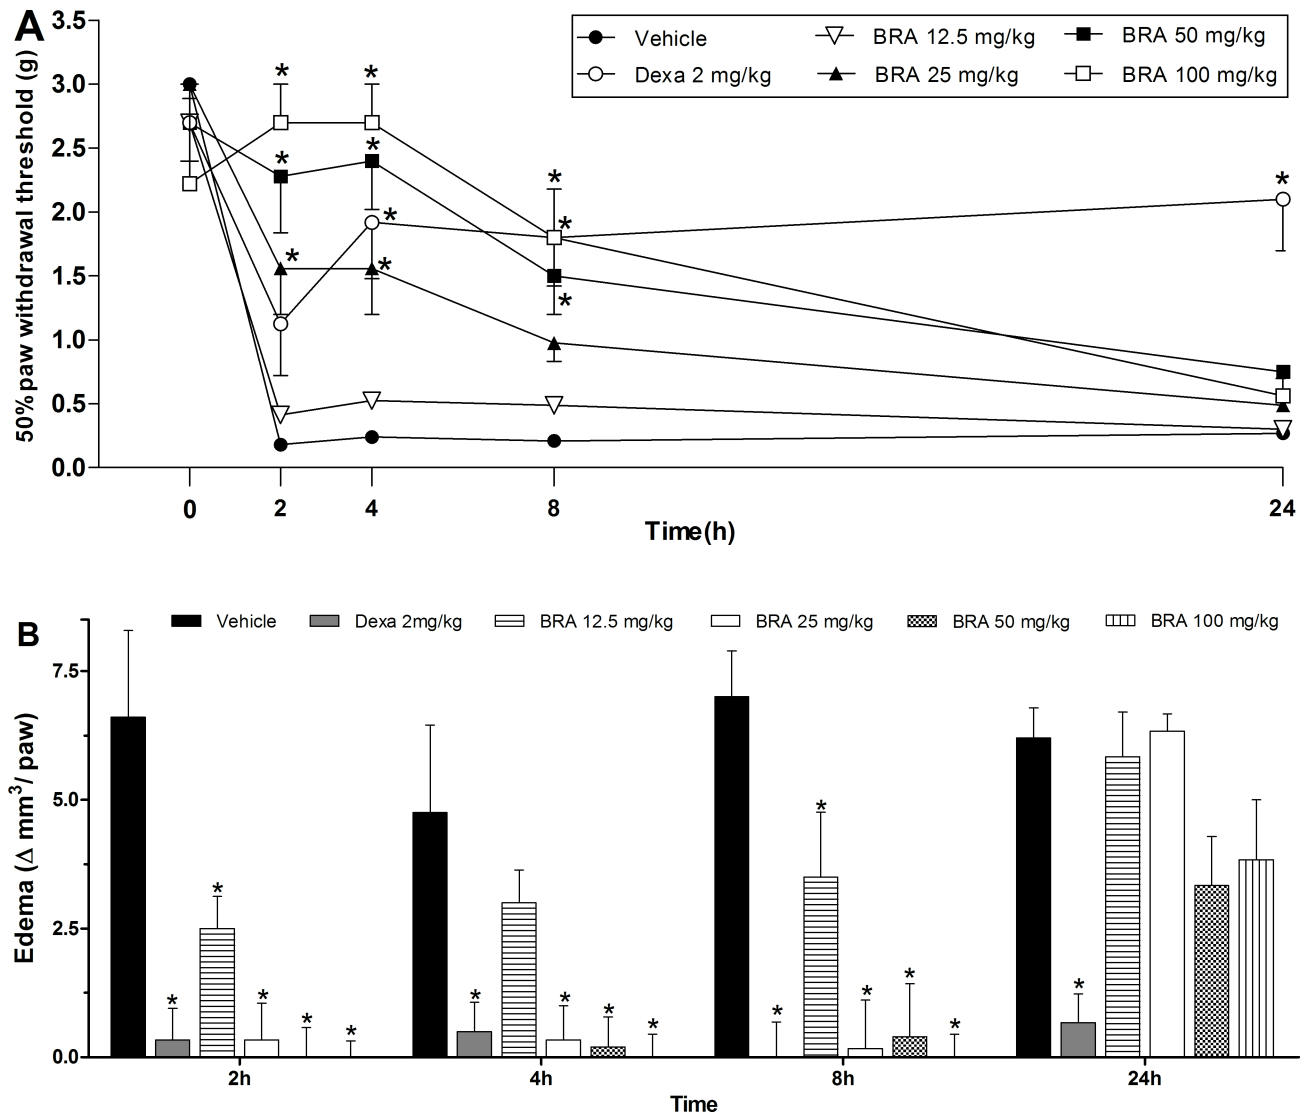 A
50%paw withdrawal threshold (g)
3.5
3.0
2.5
2.0
1.5
1.0
0.5
0.0
Vehicle
BRA 12.5 mg/kg
BRA 50 mg/kg
Dexa 2 mg/kg
BRA 25 mg/kg
BRA 100 mg/kg
* *
* *
*
* *
* *
* *
*
*
0 2 4 8 24
Time(h)
B
Edema (Δ mm³/ paw)
Vehicle
Dexa 2mg/kg
BRA 12.5 mg/kg
BRA 25 mg/kg
BRA 50 mg/kg
BRA 100 mg/kg
7.5
5.0
2.5
0.0
* * * * *
* * * *
* * * * *
*
2h 4h 8h 24h
Time